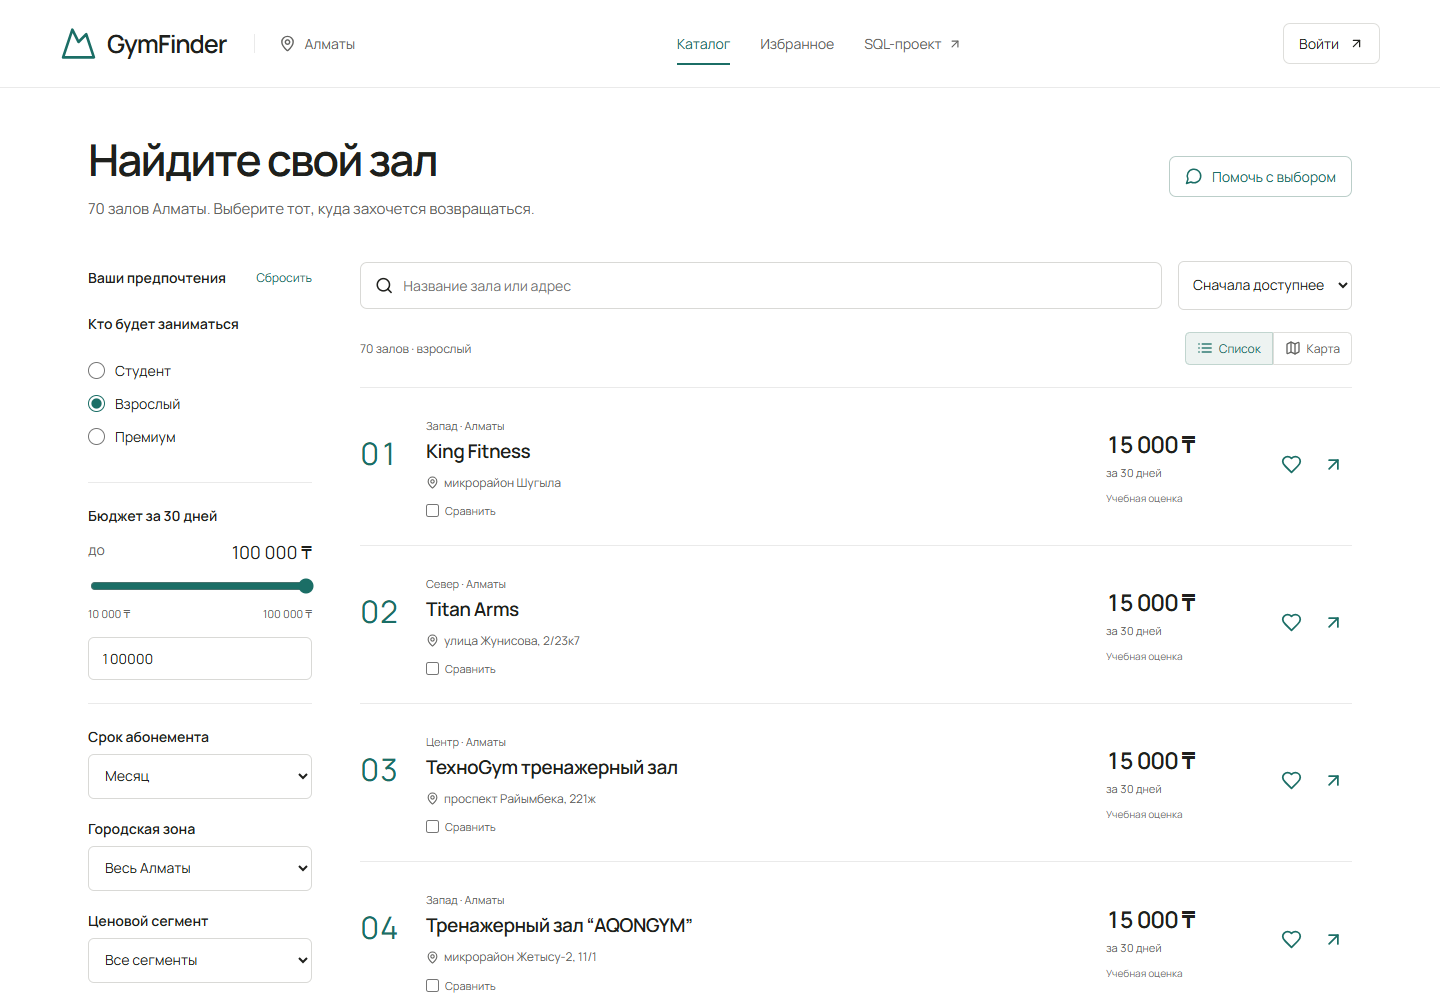 GymFinder
Алматы
Каталог
Избранное
SQL-проект
Войти
Найдите свой зал
70 залов Алматы. Выберите тот, куда захочется возвращаться.
Помочь с выбором
Ваши предпочтения
Сбросить
Кто будет заниматься
Студент
Взрослый
Премиум
Бюджет за 30 дней
до
100 000 ₸
10 000 ₸
100 000 ₸
100000
Срок абонемента
Месяц
Городская зона
Весь Алматы
Ценовой сегмент
Все сегменты
Название зала или адрес
Сначала доступнее
70 залов · взрослый
Список
Карта
01
Запад · Алматы
King Fitness
микрорайон Шугыла
Сравнить
15 000 ₸
за 30 дней
Учебная оценка
02
Север · Алматы
Titan Arms
улица Жунисова, 2/23к7
Сравнить
15 000 ₸
за 30 дней
Учебная оценка
03
Центр · Алматы
ТехноGym тренажерный зал
проспект Райымбека, 221ж
Сравнить
15 000 ₸
за 30 дней
Учебная оценка
04
Запад · Алматы
Тренажерный зал “AQONGYM”
микрорайон Жетысу-2, 11/1
Сравнить
15 000 ₸
за 30 дней
Учебная оценка